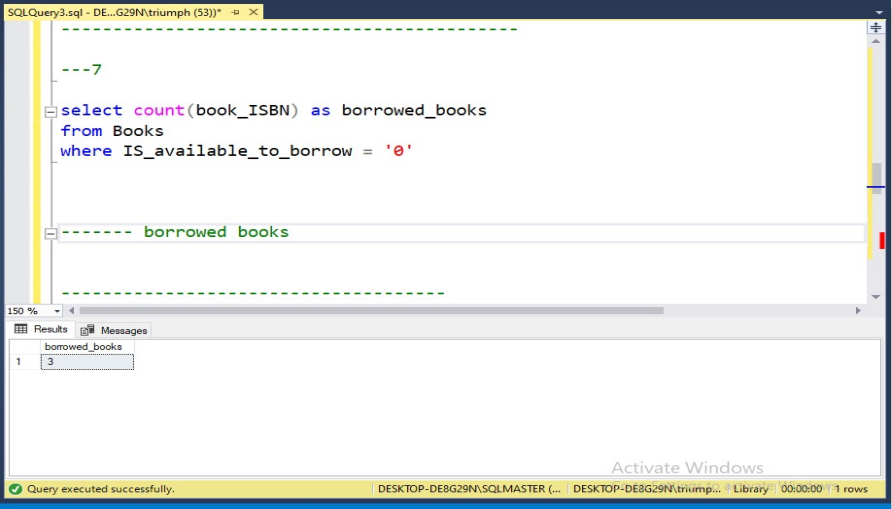 SQLQuery3.sql - DE...G29N\triumph (53))*
--------------------------------------------
---7
select count(book_ISBN) as borrowed_books
from Books
where IS_available_to_borrow = '0'
------- borrowed books
-------------------------------------
150 %
Results Messages
borrowed_books
1 3
Activate Windows
Go to Settings to activate Windows.
Query executed successfully. DESKTOP-DE8G29N\SQLMASTER (... DESKTOP-DE8G29N\triump... Library 00:00:00 1 rows